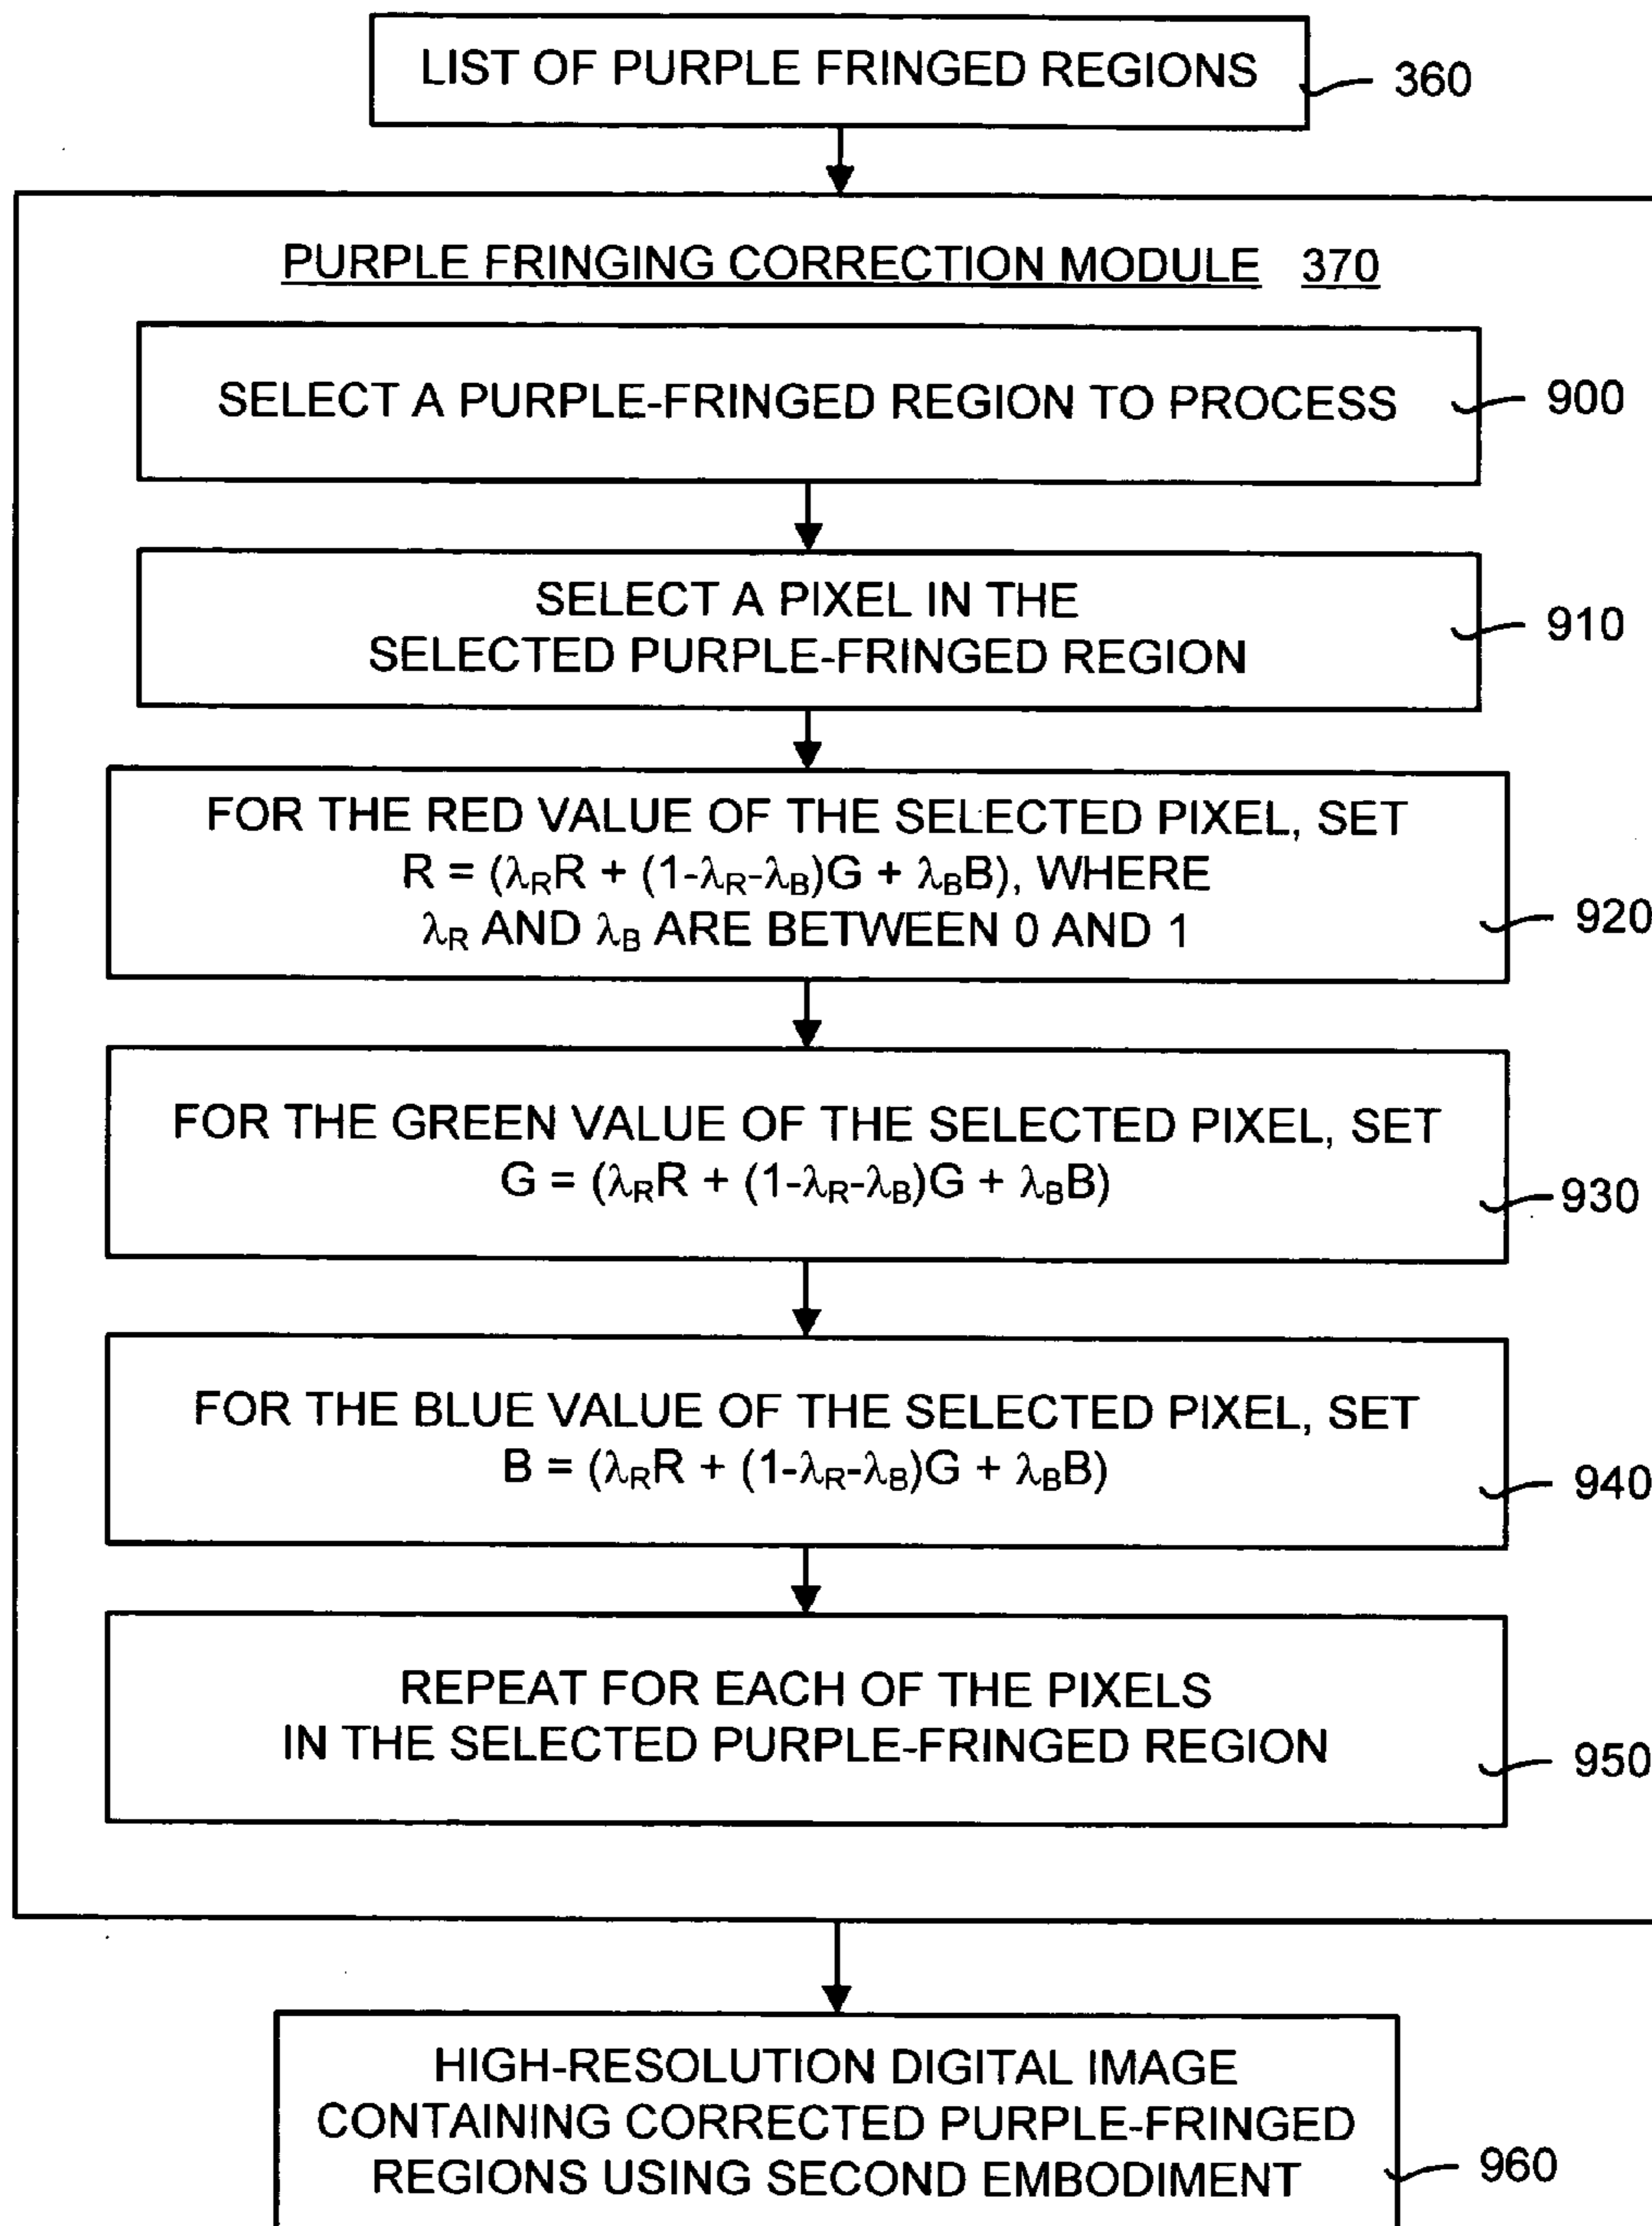 LIST OF PURPLE FRINGED REGIONS
360
PURPLE FRINGING CORRECTION MODULE 370
SELECT A PURPLE-FRINGED REGION TO PROCESS
900
SELECT A PIXEL IN THE
SELECTED PURPLE-FRINGED REGION
910
FOR THE RED VALUE OF THE SELECTED PIXEL, SET
R = (λRR + (1-λR-λB)G + λBB), WHERE
λR AND λB ARE BETWEEN 0 AND 1
920
FOR THE GREEN VALUE OF THE SELECTED PIXEL, SET
G = (λRR + (1-λR-λB)G + λBB)
930
FOR THE BLUE VALUE OF THE SELECTED PIXEL, SET
B = (λRR + (1-λR-λB)G + λBB)
940
REPEAT FOR EACH OF THE PIXELS
IN THE SELECTED PURPLE-FRINGED REGION
950
HIGH-RESOLUTION DIGITAL IMAGE
CONTAINING CORRECTED PURPLE-FRINGED
REGIONS USING SECOND EMBODIMENT
960